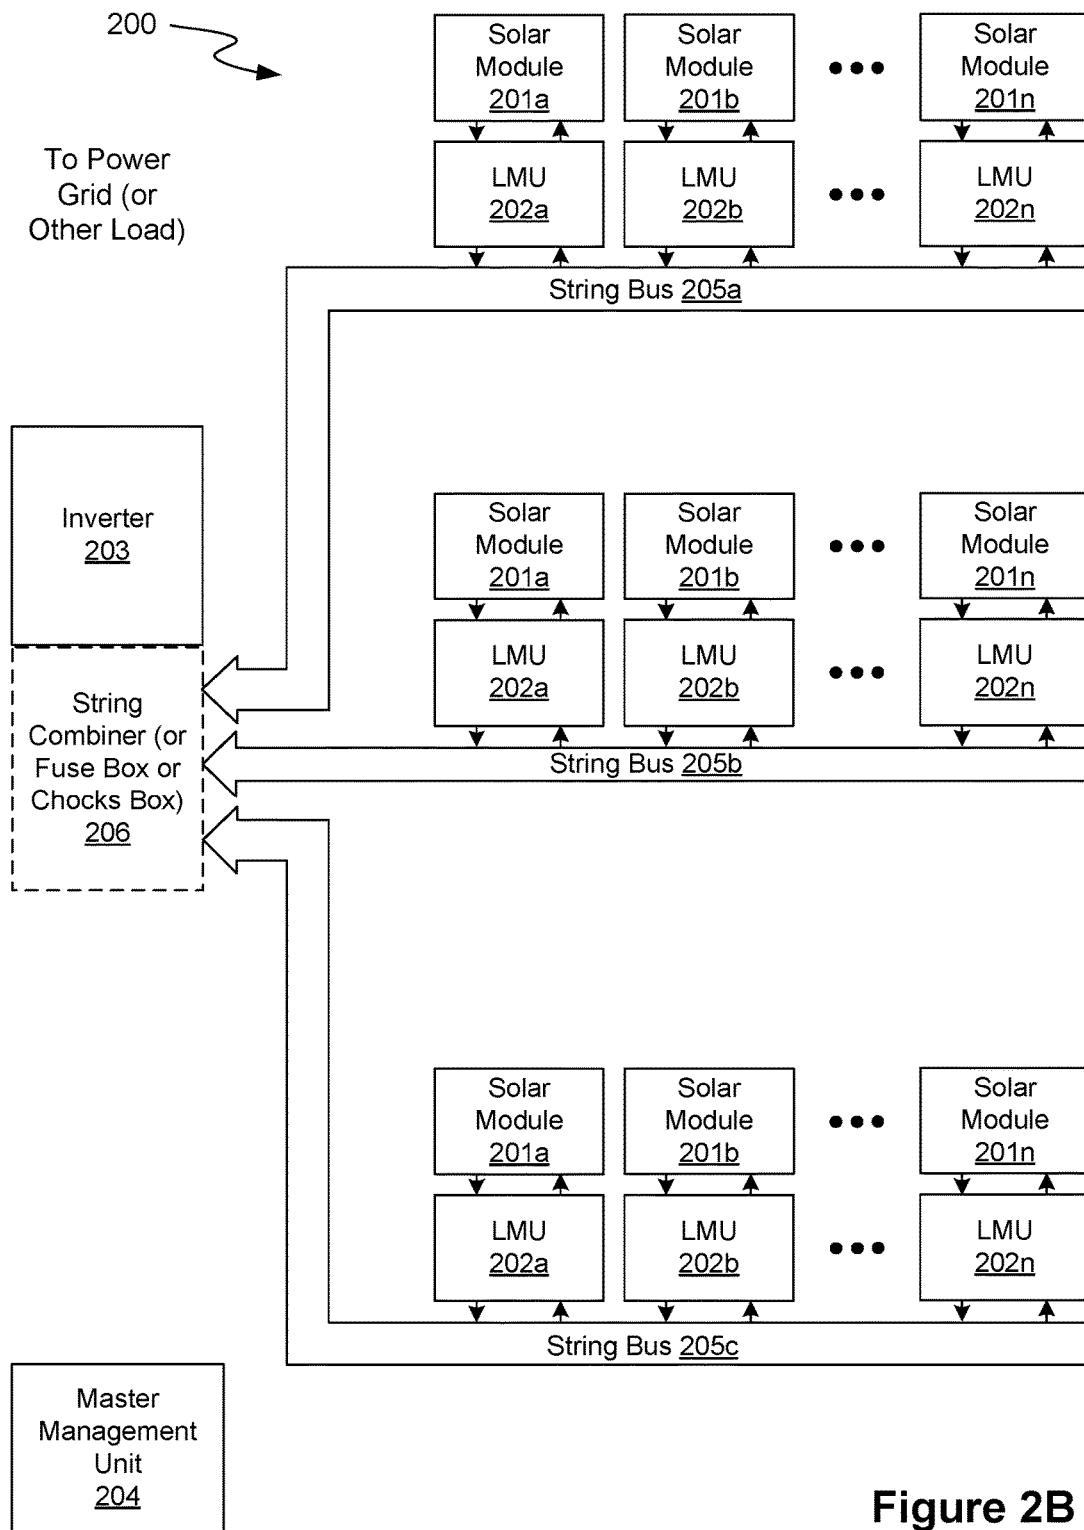 200
To Power
Grid (or
Other Load)
Solar
Module
201a
Solar
Module
201b
Solar
Module
201n
LMU
202a
LMU
202b
LMU
202n
String Bus 205a
Inverter
203
Solar
Module
201a
Solar
Module
201b
Solar
Module
201n
LMU
202a
LMU
202b
LMU
202n
String Bus 205b
String
Combiner (or
Fuse Box or
Chocks Box)
206
Solar
Module
201a
Solar
Module
201b
Solar
Module
201n
LMU
202a
LMU
202b
LMU
202n
String Bus 205c
Master
Management
Unit
204
Figure 2B